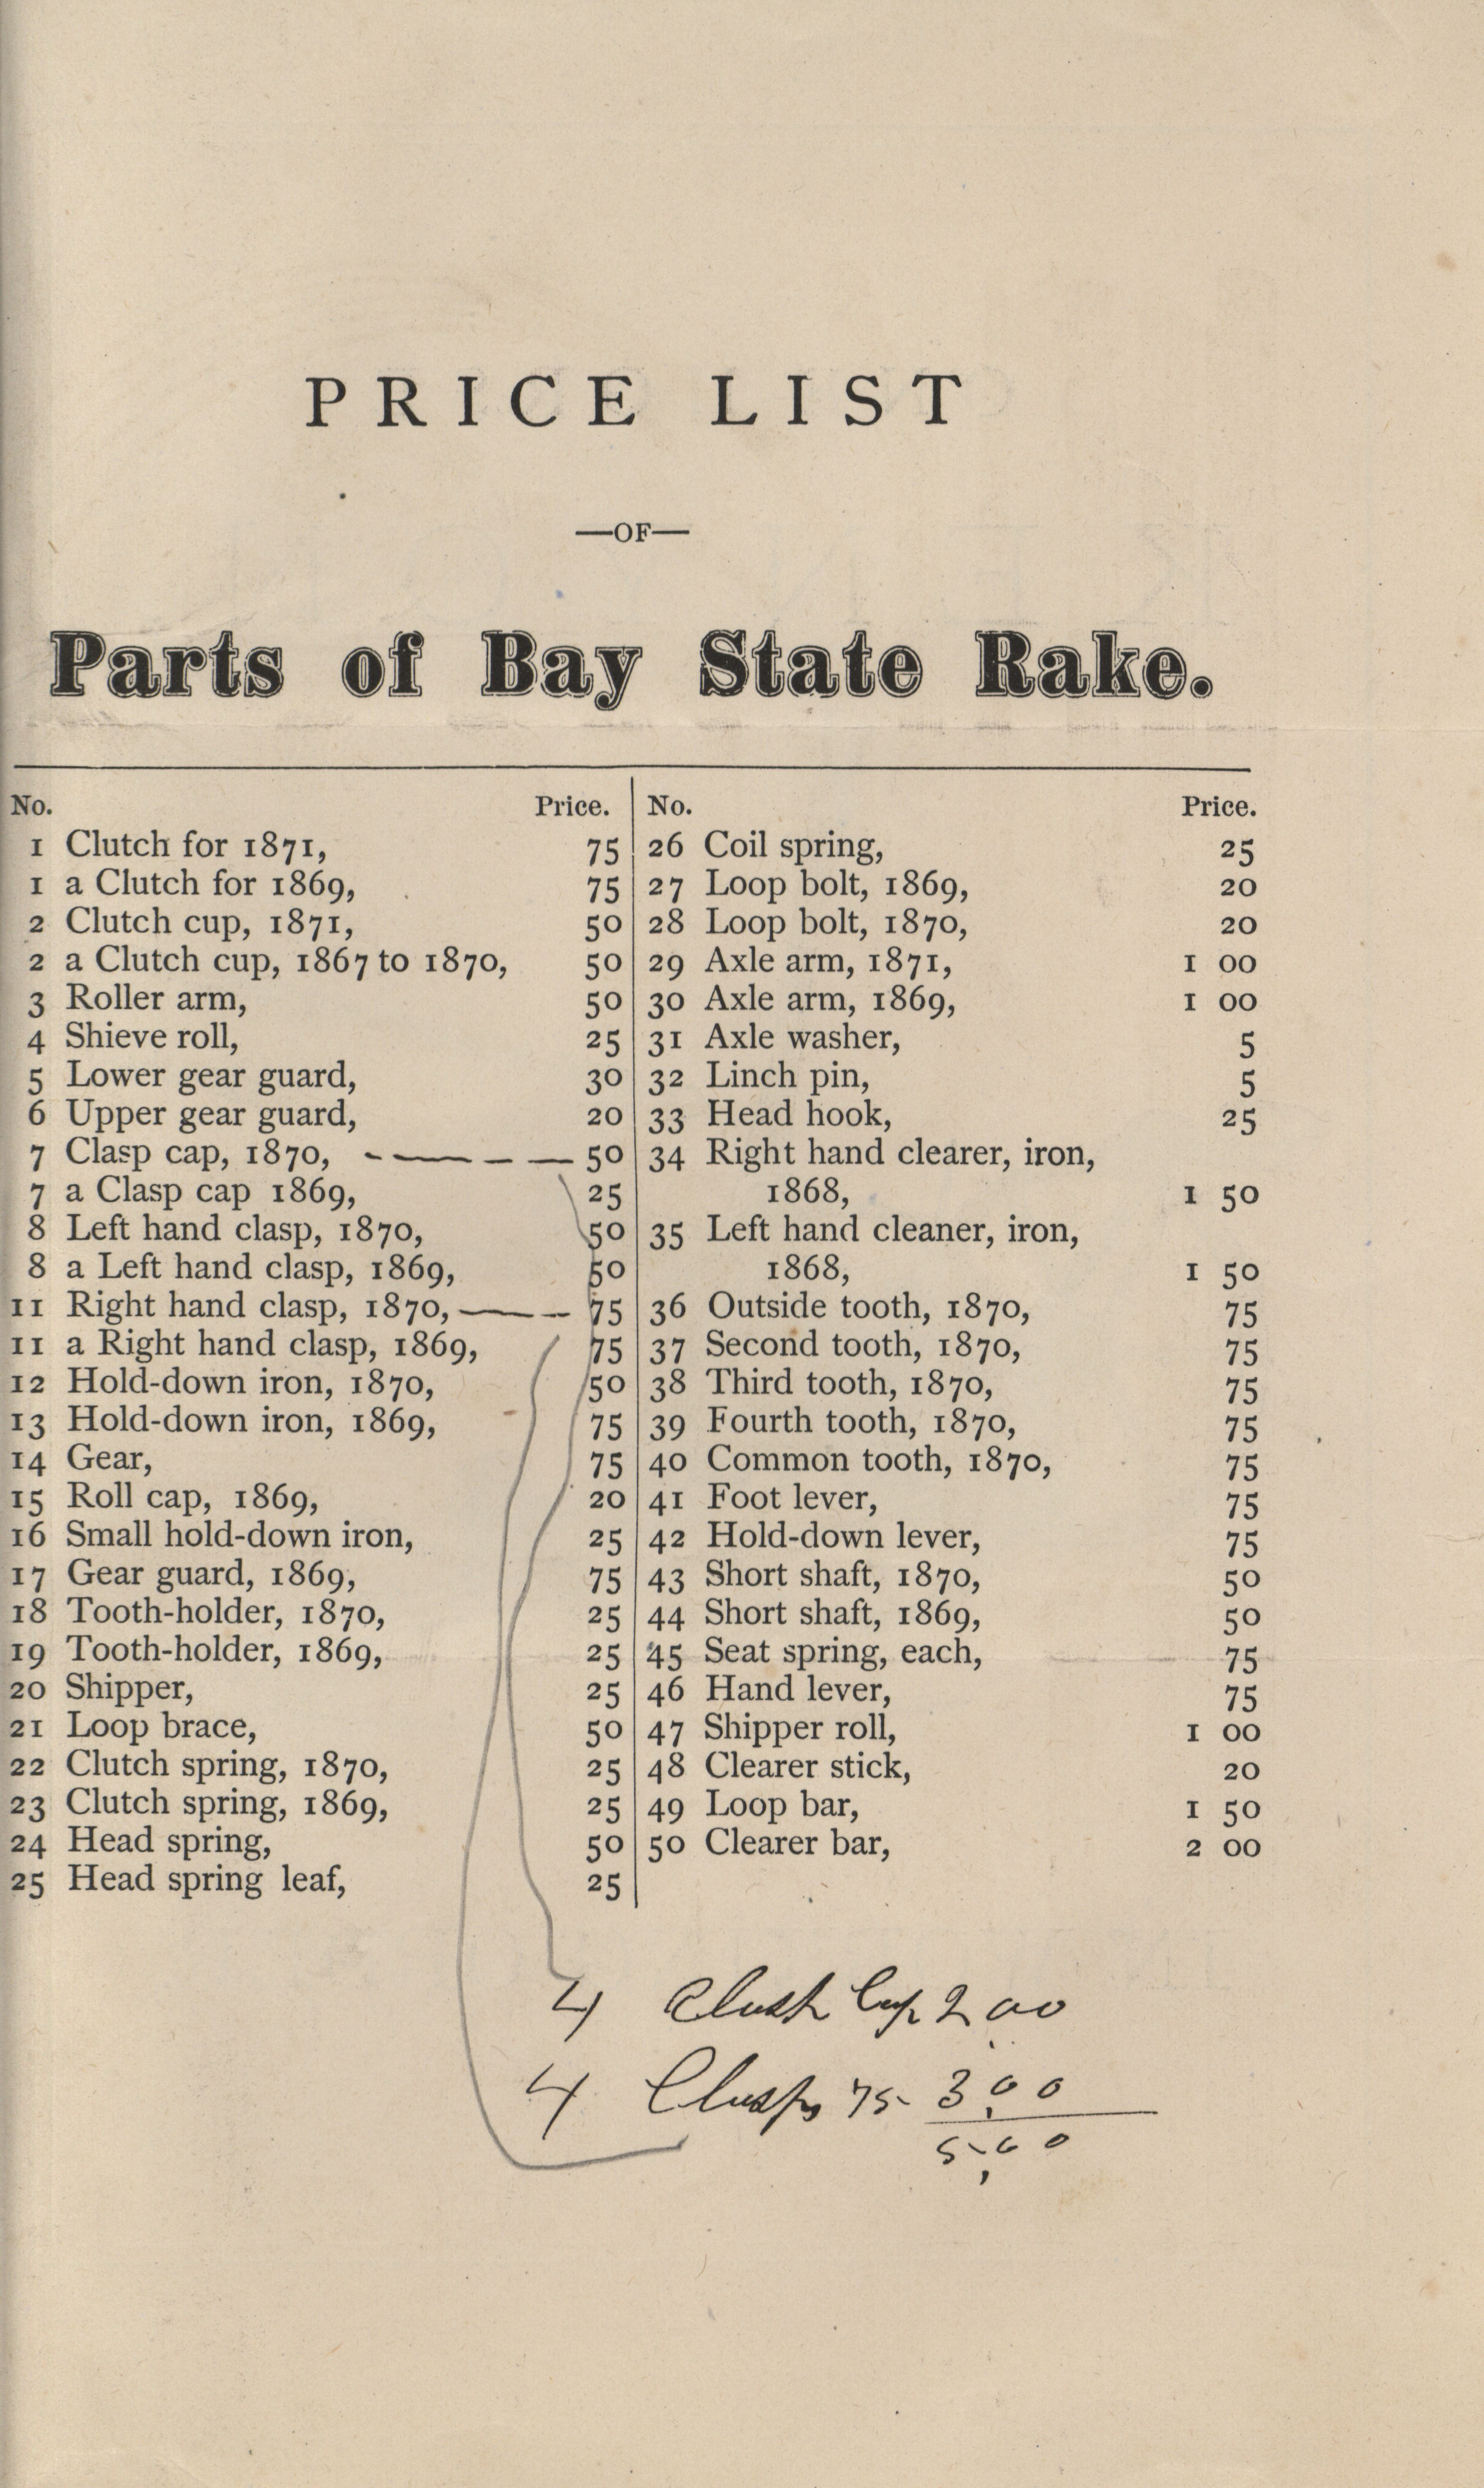 PRICE LIST
—OF—
Parts of Bay State Rake.
No. Price.
1 Clutch for 1871, 75
1 a Clutch for 1869, 75
2 Clutch cup, 1871, 50
2 a Clutch cup, 1867 to 1870, 50
3 Roller arm, 50
4 Shieve roll, 25
5 Lower gear guard, 30
6 Upper gear guard, 20
7 Clasp cap, 1870, 50
7 a Clasp cap 1869, 25
8 Left hand clasp, 1870, 50
8 a Left hand clasp, 1869, 50
11 Right hand clasp, 1870, 75
11 a Right hand clasp, 1869, 75
12 Hold-down iron, 1870, 50
13 Hold-down iron, 1869, 75
14 Gear, 75
15 Roll cap, 1869, 20
16 Small hold-down iron, 25
17 Gear guard, 1869, 75
18 Tooth-holder, 1870, 25
19 Tooth-holder, 1869, 25
20 Shipper, 25
21 Loop brace, 50
22 Clutch spring, 1870, 25
23 Clutch spring, 1869, 25
24 Head spring, 50
25 Head spring leaf, 25
No. Price.
26 Coil spring, 25
27 Loop bolt, 1869, 20
28 Loop bolt, 1870, 20
29 Axle arm, 1871, 1 00
30 Axle arm, 1869, 1 00
31 Axle washer, 5
32 Linch pin, 5
33 Head hook, 25
34 Right hand clearer, iron,
1868, 1 50
35 Left hand cleaner, iron,
1868, 1 50
36 Outside tooth, 1870, 75
37 Second tooth, 1870, 75
38 Third tooth, 1870, 75
39 Fourth tooth, 1870, 75
40 Common tooth, 1870, 75
41 Foot lever, 75
42 Hold-down lever, 75
43 Short shaft, 1870, 50
44 Short shaft, 1869, 50
45 Seat spring, each, 75
46 Hand lever, 75
47 Shipper roll, 1 00
48 Clearer stick, 20
49 Loop bar, 1 50
50 Clearer bar, 2 00
4 2 00
4 75 3.00
5,00